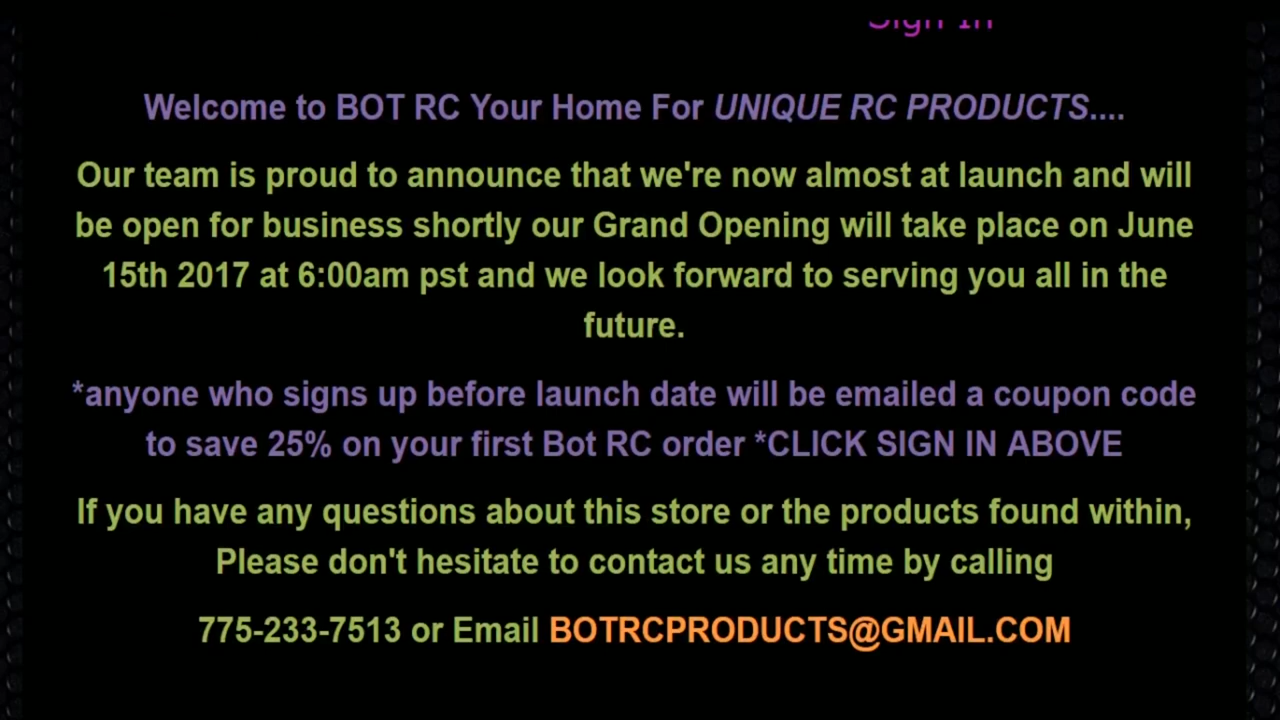 Sign In
Welcome to BOT RC Your Home For UNIQUE RC PRODUCTS....
Our team is proud to announce that we're now almost at launch and will
be open for business shortly our Grand Opening will take place on June
15th 2017 at 6:00am pst and we look forward to serving you all in the
future.
*anyone who signs up before launch date will be emailed a coupon code
to save 25% on your first Bot RC order *CLICK SIGN IN ABOVE
If you have any questions about this store or the products found within,
Please don't hesitate to contact us any time by calling
775-233-7513 or Email BOTRCPRODUCTS@GMAIL.COM